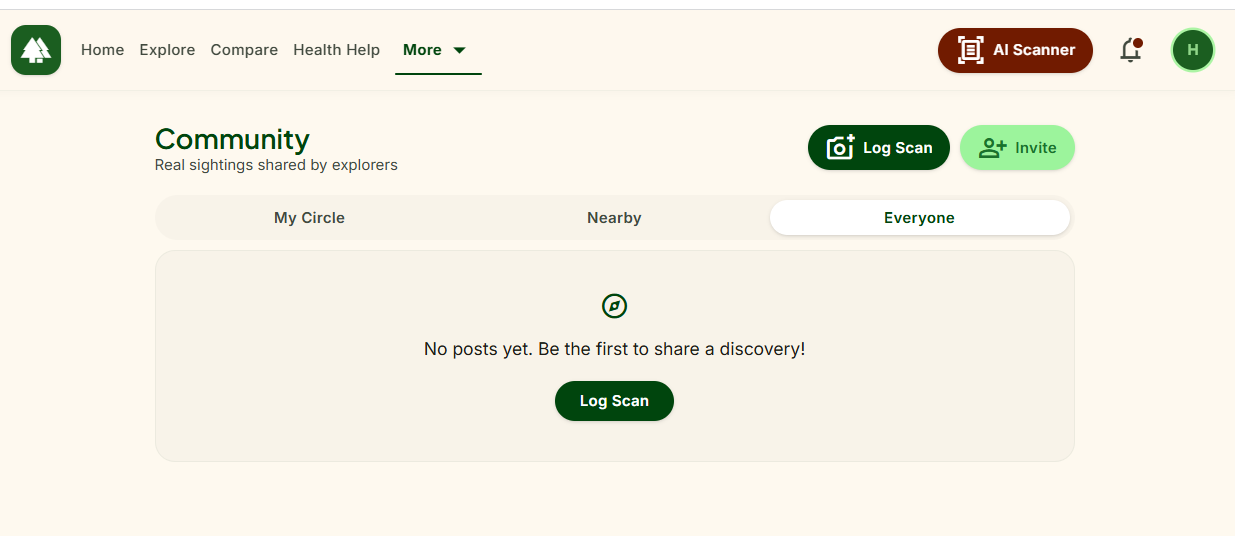 Home Explore Compare Health Help More AI Scanner H
Community
Real sightings shared by explorers
Log Scan Invite
My Circle Nearby Everyone
No posts yet. Be the first to share a discovery!
Log Scan